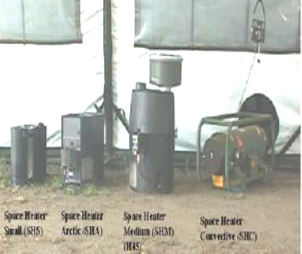 Space Heater
Small (SHS)
Space Heater
Arctic (SHA)
Space Heater
Medium (SHM)
(H45)
Space Heater
Convective (SHC)